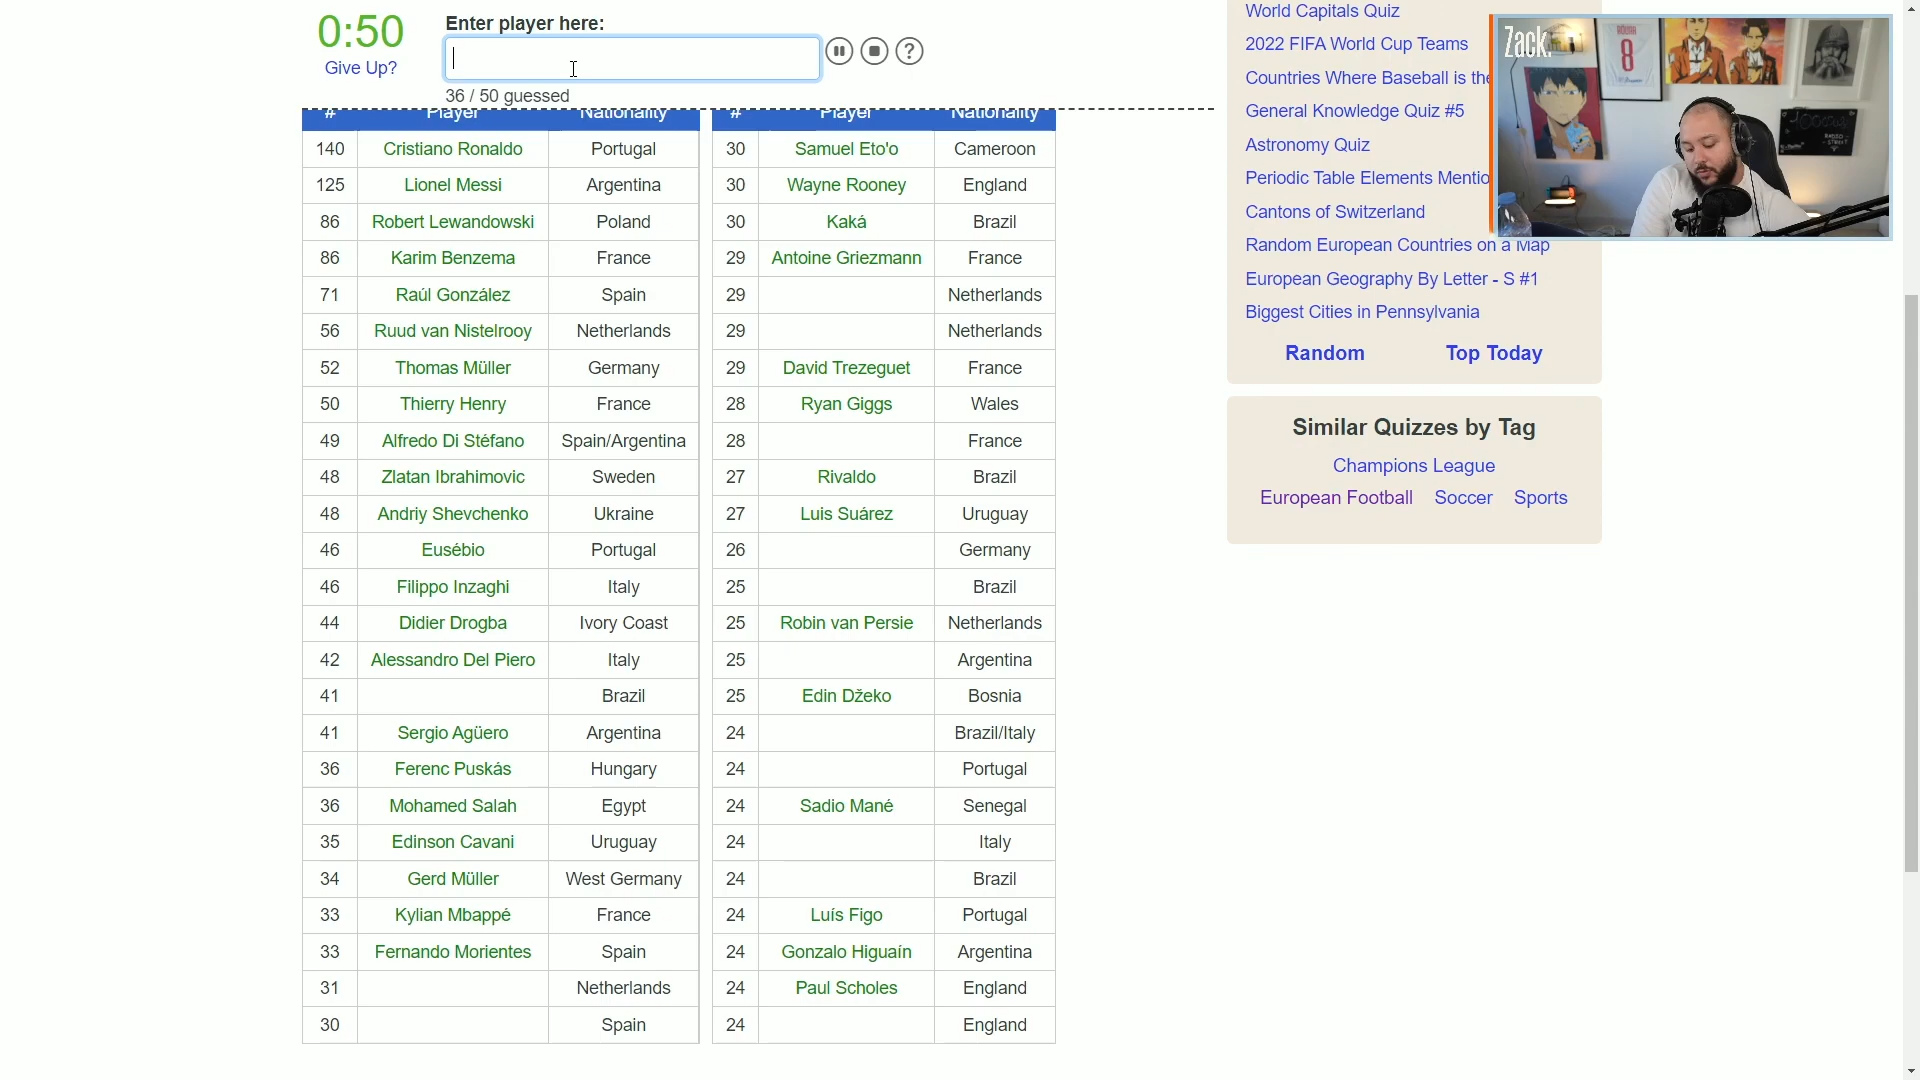 0:50
Give Up?
Enter player here:
36 / 50 guessed
# Player Nationality
140 Cristiano Ronaldo Portugal
125 Lionel Messi Argentina
86 Robert Lewandowski Poland
86 Karim Benzema France
71 Raúl González Spain
56 Ruud van Nistelrooy Netherlands
52 Thomas Müller Germany
50 Thierry Henry France
49 Alfredo Di Stéfano Spain/Argentina
48 Zlatan Ibrahimovic Sweden
48 Andriy Shevchenko Ukraine
46 Eusébio Portugal
46 Filippo Inzaghi Italy
44 Didier Drogba Ivory Coast
42 Alessandro Del Piero Italy
41 Brazil
41 Sergio Agüero Argentina
36 Ferenc Puskás Hungary
36 Mohamed Salah Egypt
35 Edinson Cavani Uruguay
34 Gerd Müller West Germany
33 Kylian Mbappé France
33 Fernando Morientes Spain
31 Netherlands
30 Spain
# Player Nationality
30 Samuel Eto'o Cameroon
30 Wayne Rooney England
30 Kaká Brazil
29 Antoine Griezmann France
29 Netherlands
29 Netherlands
29 David Trezeguet France
28 Ryan Giggs Wales
28 France
27 Rivaldo Brazil
27 Luis Suárez Uruguay
26 Germany
25 Brazil
25 Robin van Persie Netherlands
25 Argentina
25 Edin Džeko Bosnia
24 Brazil/Italy
24 Portugal
24 Sadio Mané Senegal
24 Italy
24 Brazil
24 Luís Figo Portugal
24 Gonzalo Higuaín Argentina
24 Paul Scholes England
24 England
World Capitals Quiz
2022 FIFA World Cup Teams
Countries Where Baseball is the
General Knowledge Quiz #5
Astronomy Quiz
Periodic Table Elements Mentio
Cantons of Switzerland
Random European Countries on a Map
European Geography By Letter - S #1
Biggest Cities in Pennsylvania
Random Top Today
Similar Quizzes by Tag
Champions League
European Football Soccer Sports
Zack.
8